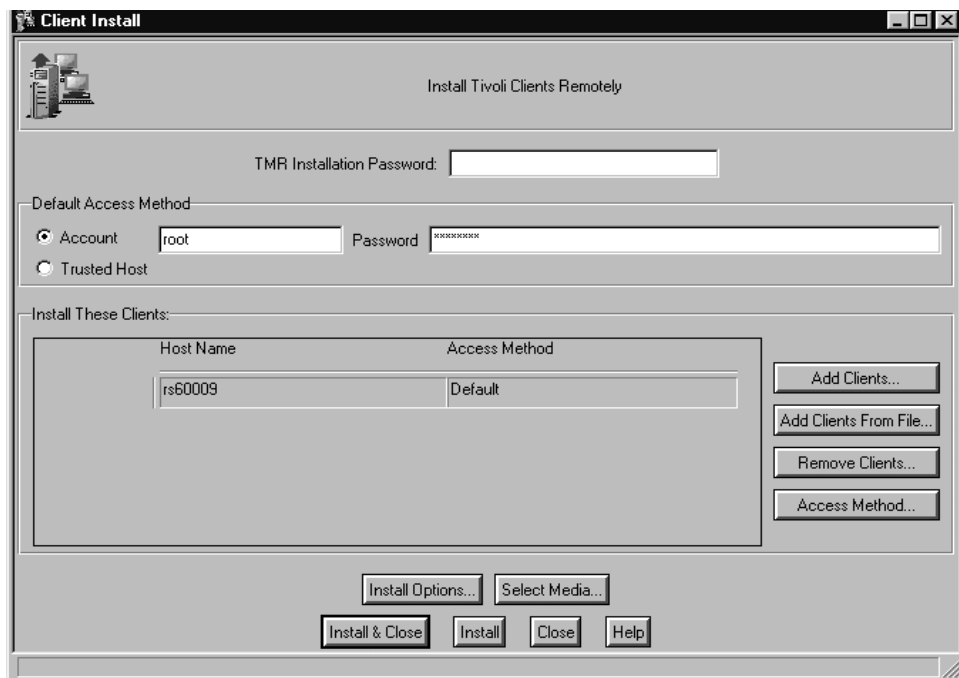 Client Install
Install Tivoli Clients Remotely
TMR Installation Password:
Default Access Method
Account root Password ********
Trusted Host
Install These Clients:
Host Name Access Method
rs60009 Default
Add Clients...
Add Clients From File...
Remove Clients...
Access Method...
Install Options... Select Media...
Install & Close Install Close Help